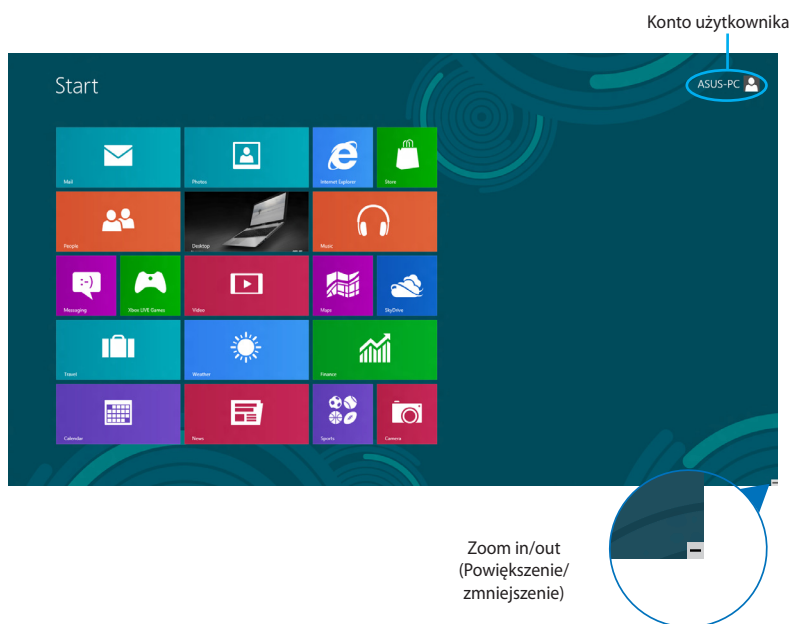 Konto użytkownika
Start
ASUS-PC
Mail
Photos
Internet Explorer
Store
People
Desktop
Music
Messaging
Xbox LIVE Games
Video
Maps
SkyDrive
Travel
Weather
Finance
Calendar
News
Sports
Camera
Zoom in/out
(Powiększenie/
zmniejszenie)